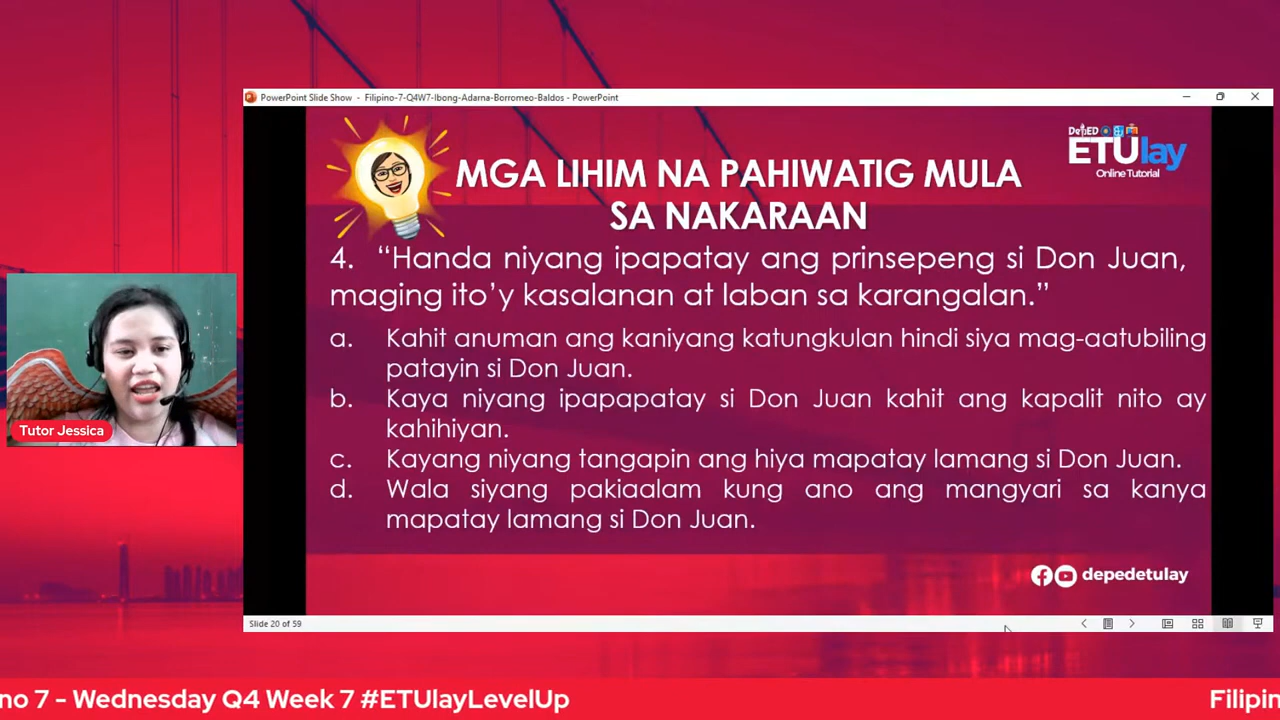 PowerPoint Slide Show - Filipino-7-Q4W7-Ibong-Adarna-Borromeo-Baldos - PowerPoint
DepED
ETUlay
Online Tutorial
MGA LIHIM NA PAHIWATIG MULA
SA NAKARAAN
4. “Handa niyang ipapatay ang prinsepeng si Don Juan,
maging ito’y kasalanan at laban sa karangalan.”
a. Kahit anuman ang kaniyang katungkulan hindi siya mag-aatubiling
patayin si Don Juan.
b. Kaya niyang ipapapatay si Don Juan kahit ang kapalit nito ay
kahihiyan.
c. Kayang niyang tangapin ang hiya mapatay lamang si Don Juan.
d. Wala siyang pakiaalam kung ano ang mangyari sa kanya
mapatay lamang si Don Juan.
Tutor Jessica
depedetulay
Slide 20 of 59
no 7 - Wednesday Q4 Week 7 #ETUlayLevelUp
Filipin